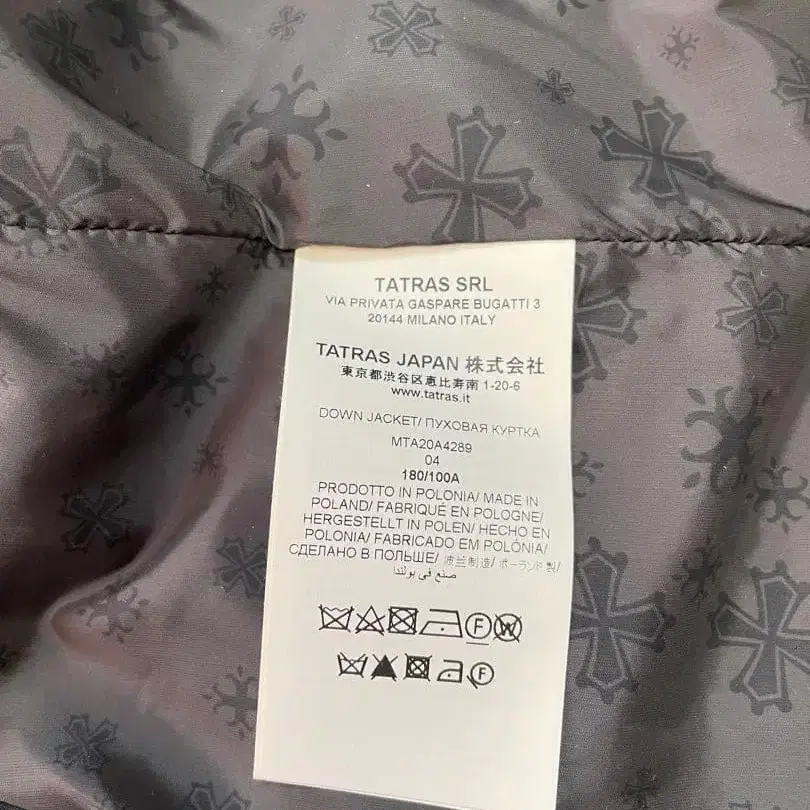 TATRAS SRL
VIA PRIVATA GASPARE BUGATTI 3
20144 MILANO ITALY
TATRAS JAPAN 株式会社
東京都渋谷区恵比寿南 1-20-6
www.tatras.it
DOWN JACKET/ ПУХОВАЯ КУРТКА
MTA20A4289
04
180/100A
PRODOTTO IN POLONIA/ MADE IN
POLAND/ FABRIQUÉ EN POLOGNE/
HERGESTELLT IN POLEN/ HECHO EN
POLONIA/ FABRICADO EM POLÓNIA/
СДЕЛАНО В ПОЛЬШЕ/ 波兰制造/ ポーランド製/
صنع في بولندا
F W
F